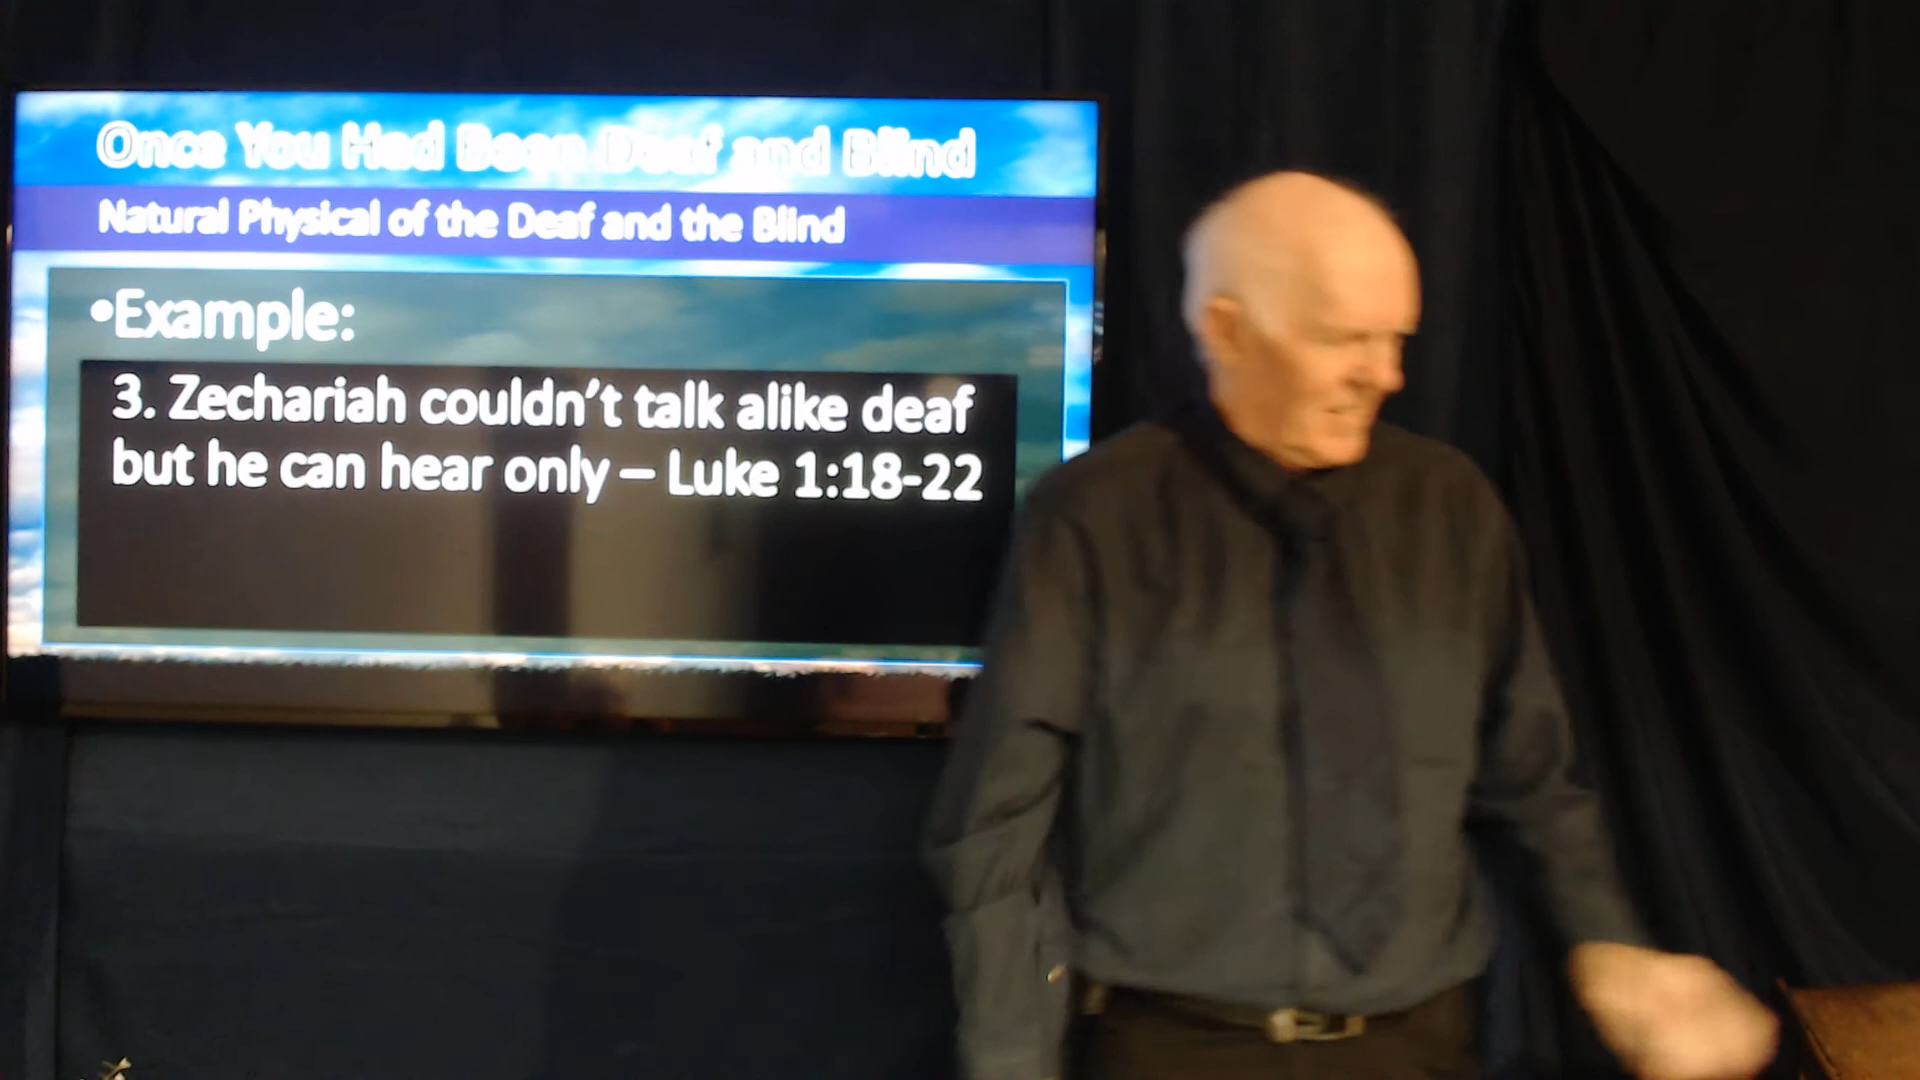 Once You Had Been Deaf and Blind
Natural Physical of the Deaf and the Blind
•Example:
3. Zechariah couldn’t talk alike deaf
but he can hear only – Luke 1:18-22